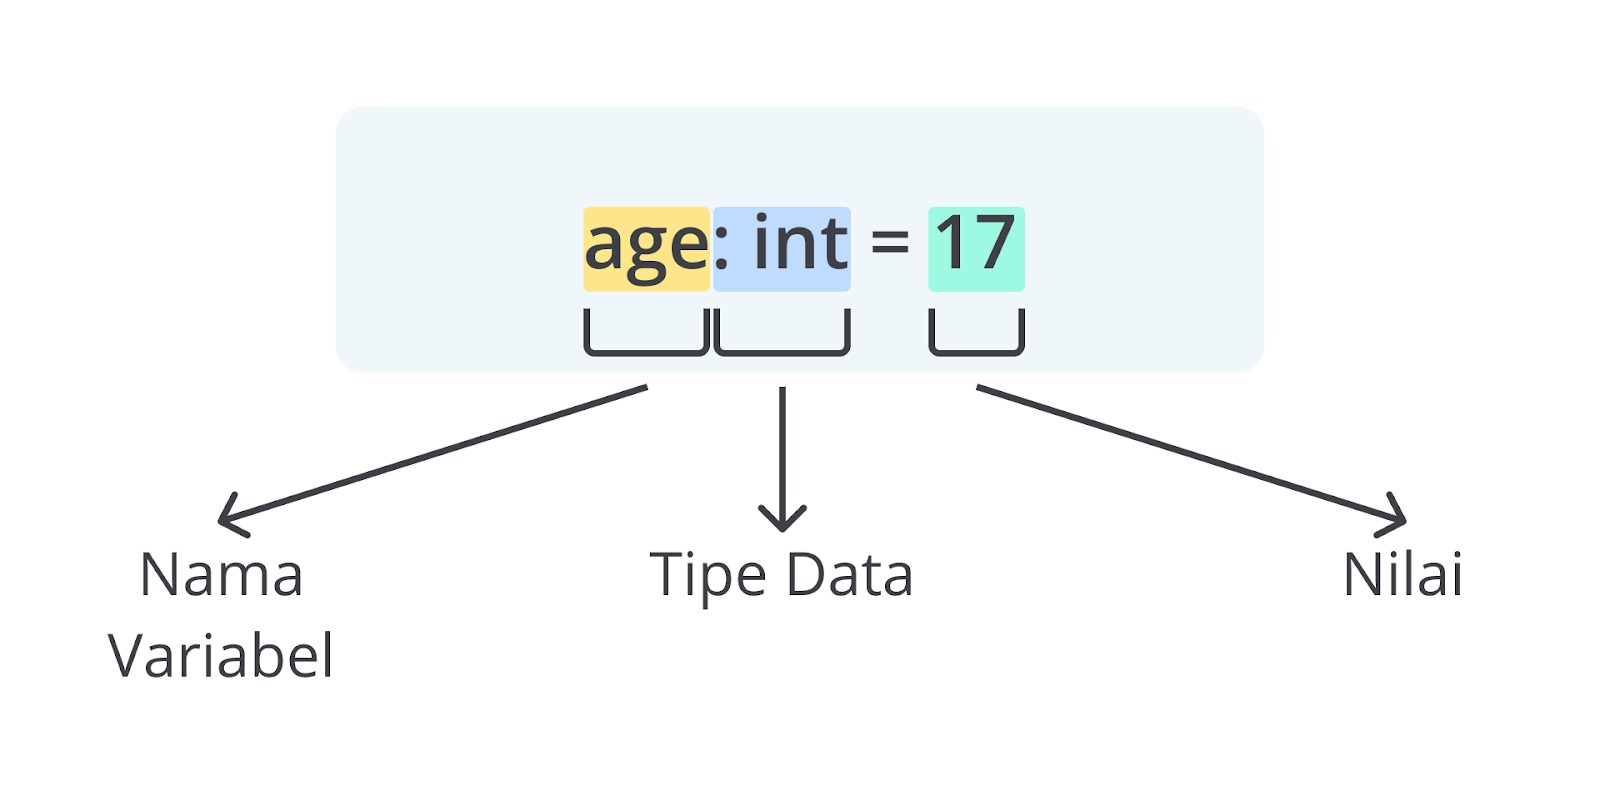 age: int = 17
Nama
Variabel
Tipe Data
Nilai